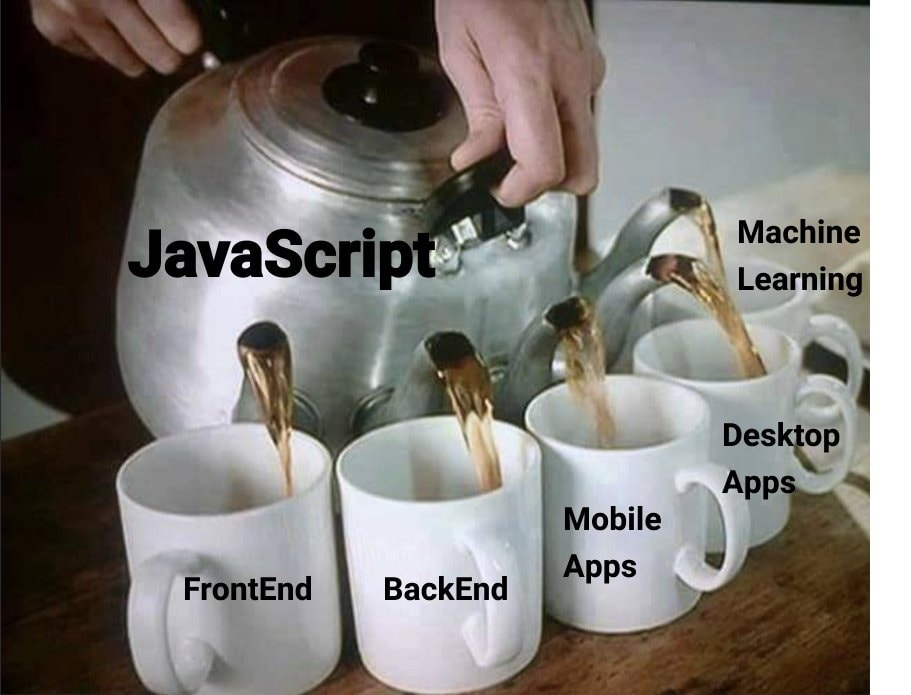 JavaScript
Machine
Learning
Desktop
Apps
Mobile
Apps
FrontEnd
BackEnd